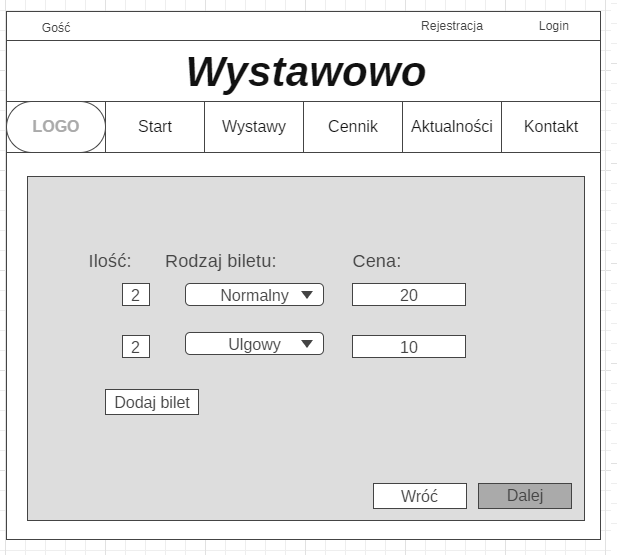 Gość Rejestracja Login
Wystawowo
LOGO Start Wystawy Cennik Aktualności Kontakt
Ilość: Rodzaj biletu: Cena:
2 Normalny 20
2 Ulgowy 10
Dodaj bilet
Wróć Dalej